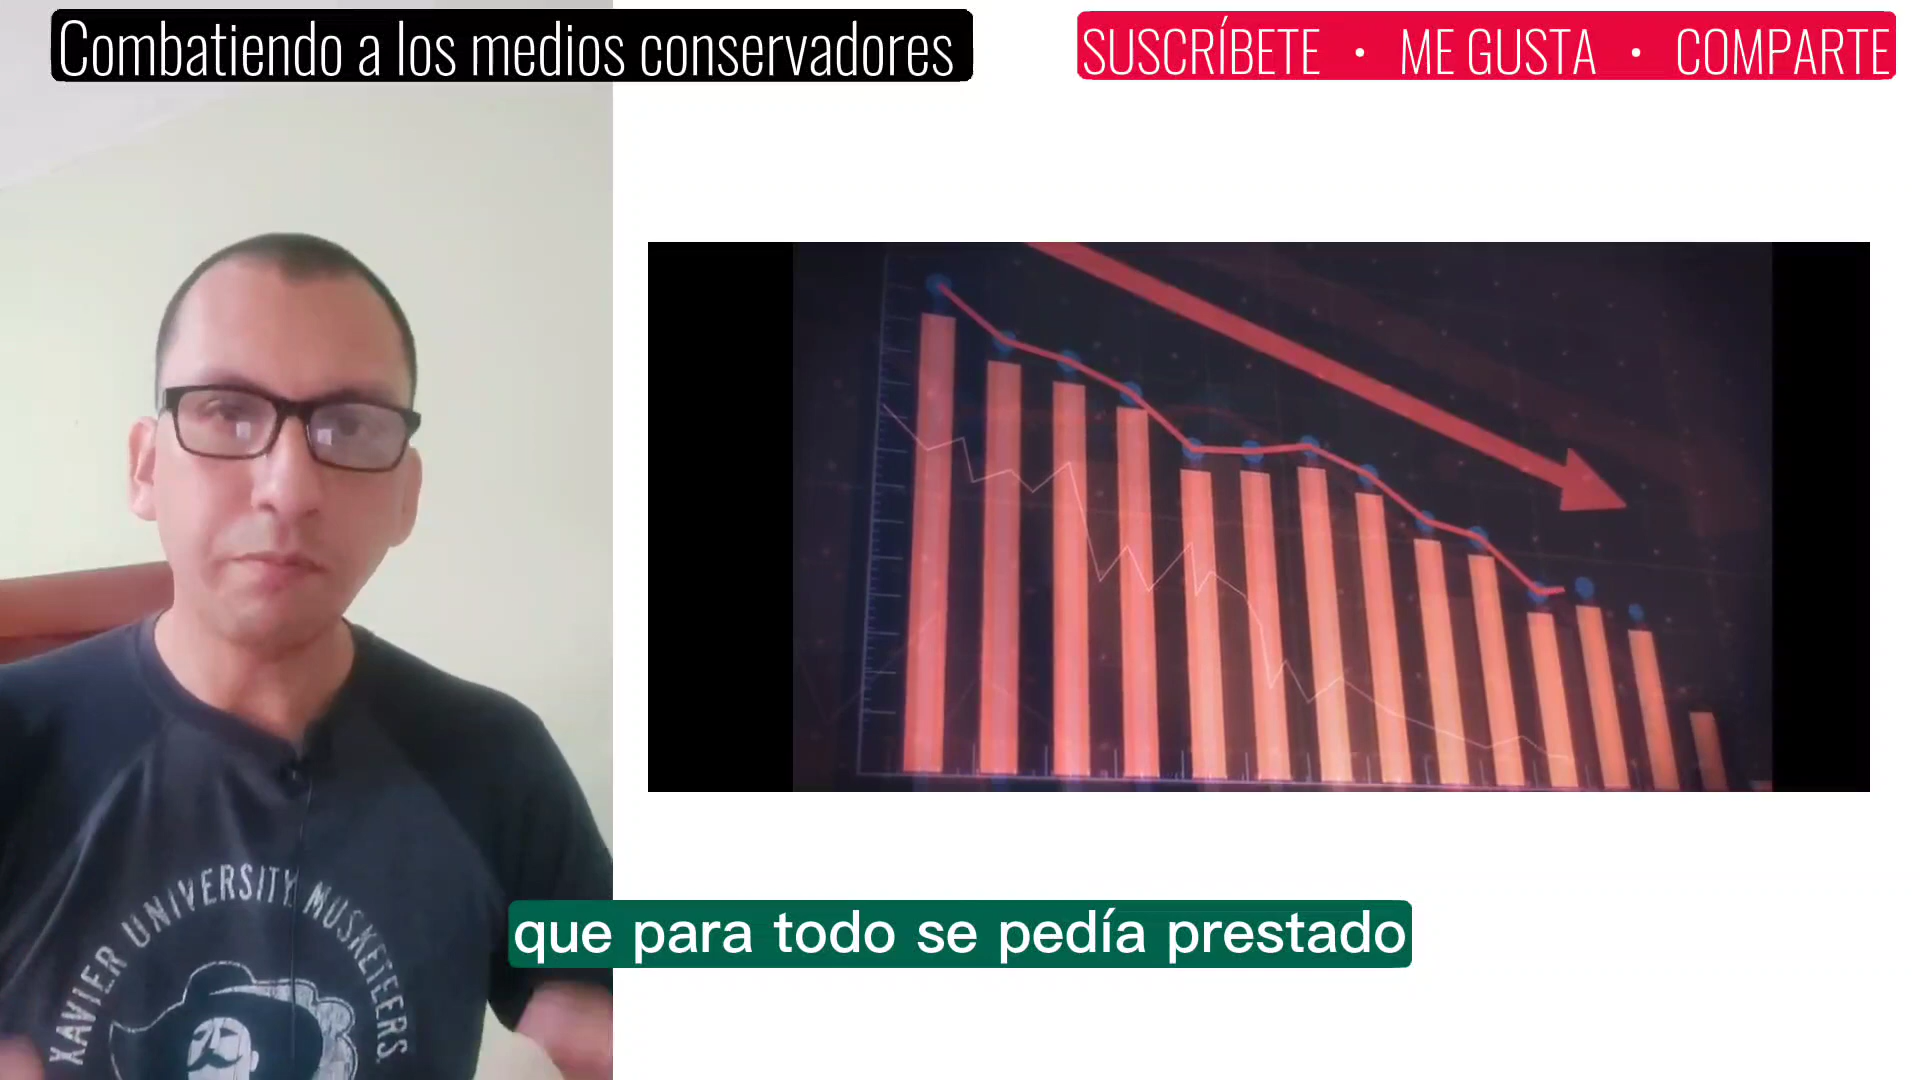 Combatiendo a los medios conservadores
SUSCRÍBETE • ME GUSTA • COMPARTE
XAVIER UNIVERSITY MUSKETEERS
que para todo se pedía prestado